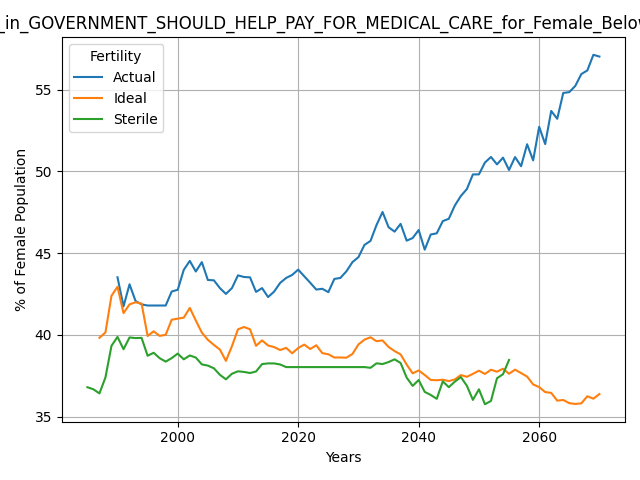 _in_GOVERNMENT_SHOULD_HELP_PAY_FOR_MEDICAL_CARE_for_Female_Below
Fertility
Actual
Ideal
Sterile
% of Female Population
55
50
45
40
35
2000
2020
2040
2060
Years